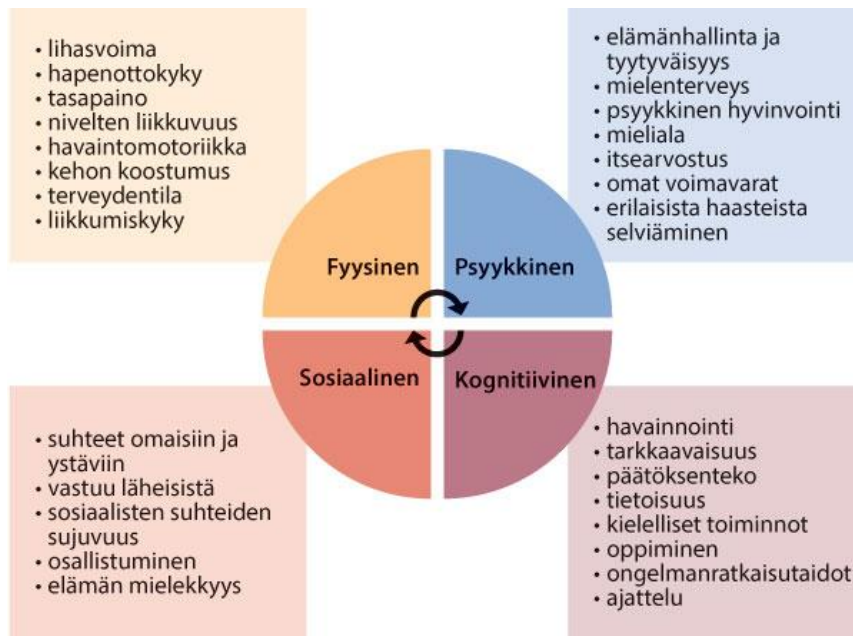 • lihasvoima
• hapenottokyky
• tasapaino
• nivelten liikkuvuus
• havaintomotoriikka
• kehon koostumus
• terveydentila
• liikkumiskyky
• elämänhallinta ja
tyytyväisyys
• mielenterveys
• psyykkinen hyvinvointi
• mieliala
• itsearvostus
• omat voimavarat
• erilaisista haasteista
selviäminen
Fyysinen
Psyykkinen
Sosiaalinen
Kognitiivinen
• suhteet omaisiin ja
ystäviin
• vastuu läheisistä
• sosiaalisten suhteiden
sujuvuus
• osallistuminen
• elämän mielekkyys
• havainnointi
• tarkkaavaisuus
• päätöksenteko
• tietoisuus
• kielelliset toiminnot
• oppiminen
• ongelmanratkaisutaidot
• ajattelu